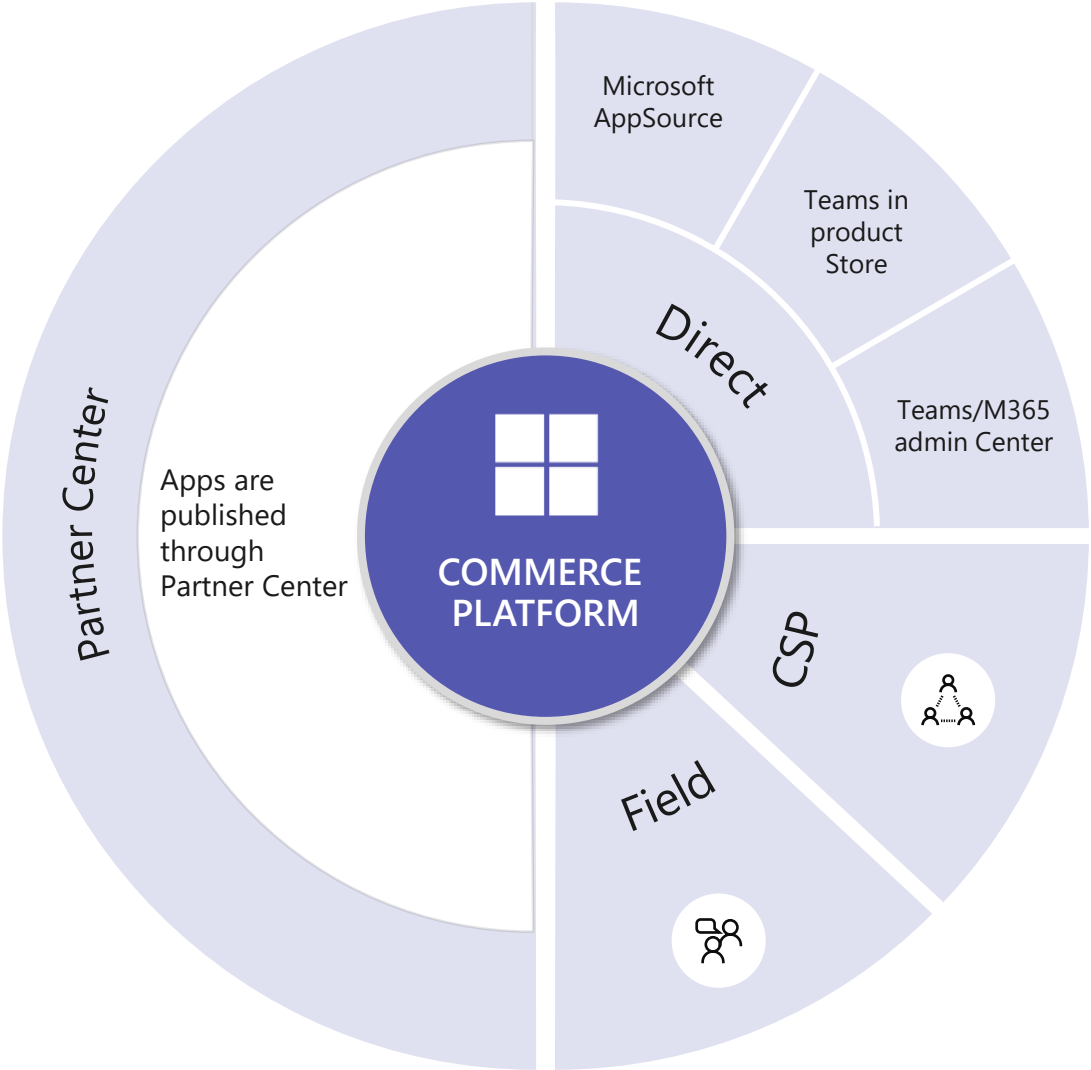 Partner Center
Apps are
published
through
Partner Center
COMMERCE
PLATFORM
Direct
Microsoft
AppSource
Teams in
product
Store
Teams/M365
admin Center
CSP
Field